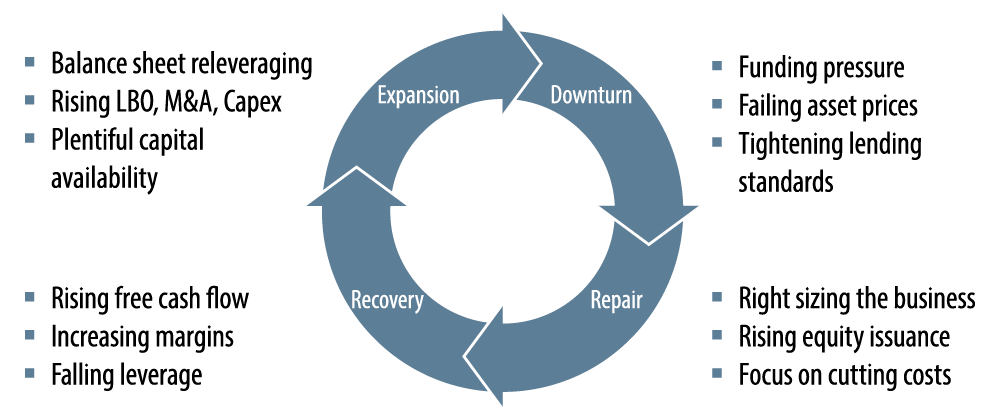 Balance sheet releveraging
Rising LBO, M&A, Capex
Plentiful capital
availability
Expansion
Downturn
Funding pressure
Failing asset prices
Tightening lending
standards
Rising free cash flow
Increasing margins
Falling leverage
Recovery
Repair
Right sizing the business
Rising equity issuance
Focus on cutting costs